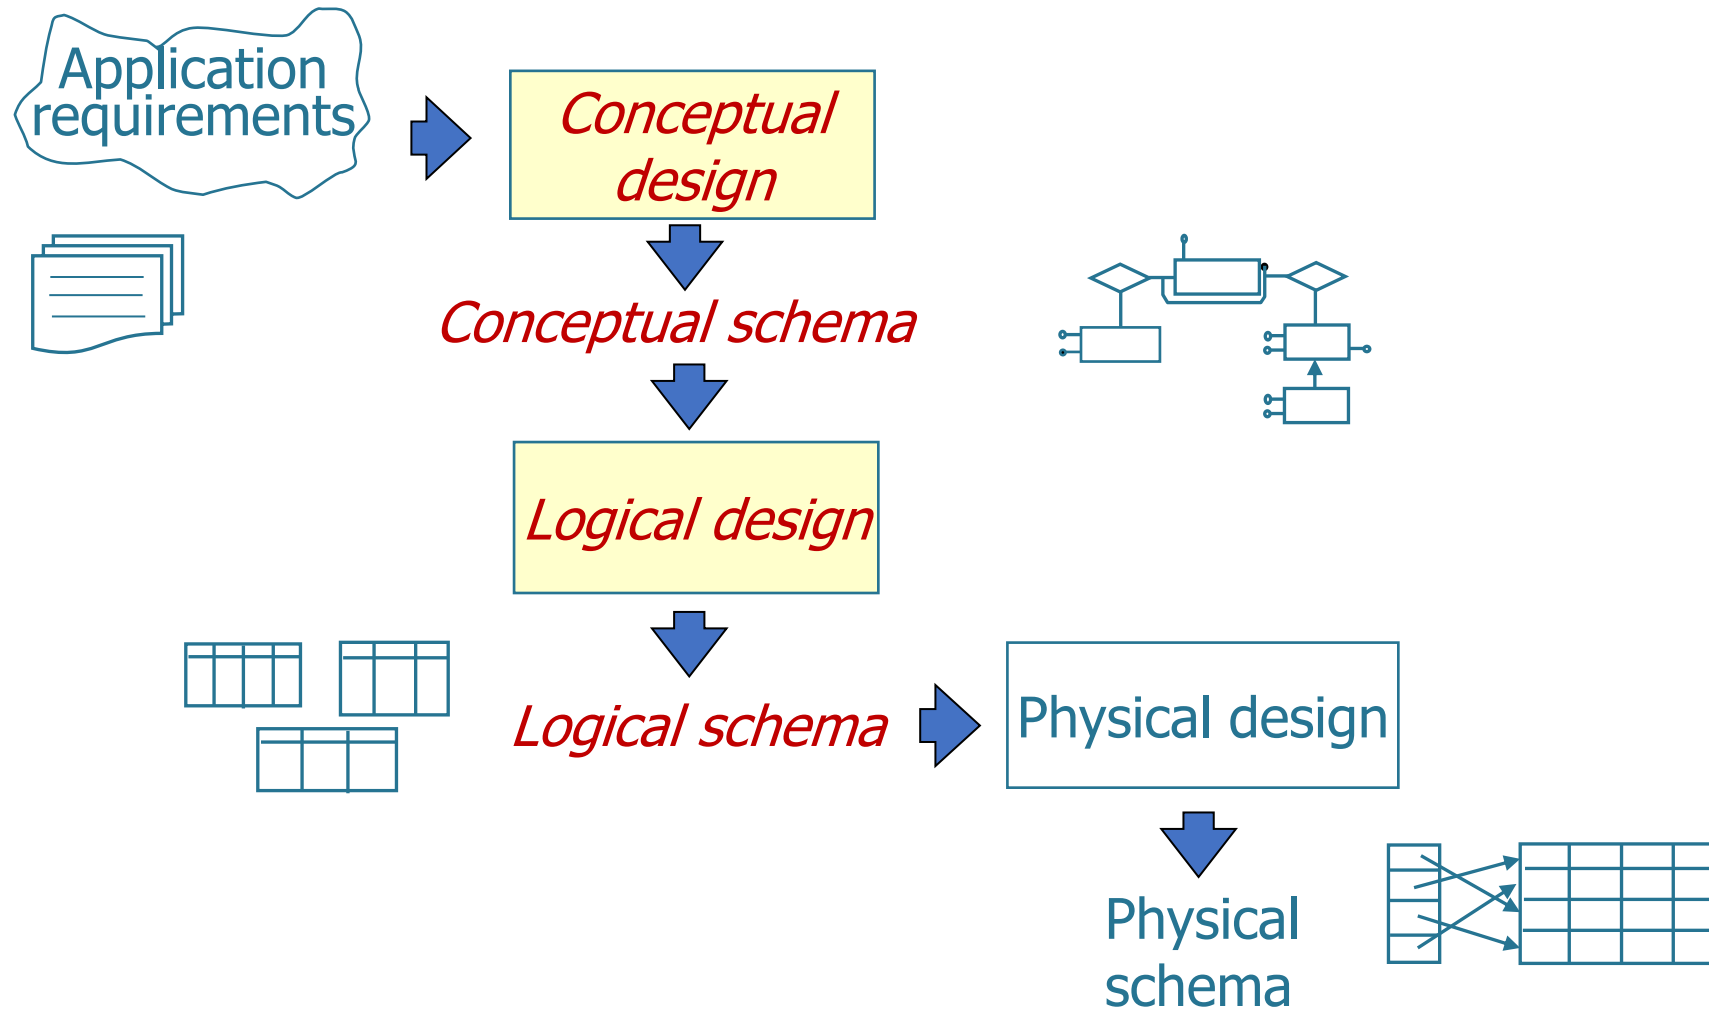 Application
requirements
Conceptual
design
Conceptual schema
Logical design
Logical schema
Physical design
Physical
schema